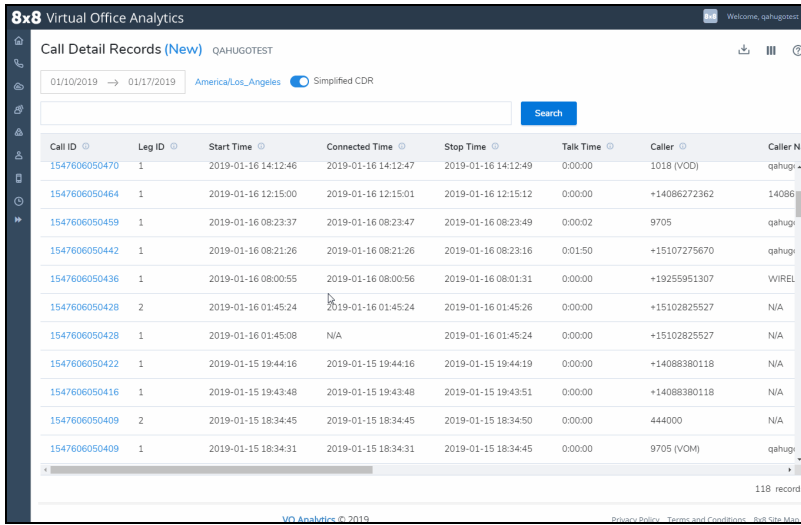 8x8 Virtual Office Analytics
8x8 Welcome, qahugotest
Call Detail Records (New) QAHUGOTEST
01/10/2019 → 01/17/2019 America/Los_Angeles Simplified CDR
Search
Call ID Leg ID Start Time Connected Time Stop Time Talk Time Caller Caller N
1547606050470 1 2019-01-16 14:12:46 2019-01-16 14:12:47 2019-01-16 14:12:49 0:00:00 1018 (VOD) qahug
1547606050464 1 2019-01-16 12:15:00 2019-01-16 12:15:01 2019-01-16 12:15:12 0:00:00 +14086272362 14086
1547606050459 1 2019-01-16 08:23:37 2019-01-16 08:23:47 2019-01-16 08:23:49 0:00:02 9705 qahug
1547606050442 1 2019-01-16 08:21:26 2019-01-16 08:21:26 2019-01-16 08:23:16 0:01:50 +15107275670 qahug
1547606050436 1 2019-01-16 08:00:55 2019-01-16 08:00:56 2019-01-16 08:01:31 0:00:00 +19255951307 WIREL
1547606050428 2 2019-01-16 01:45:24 2019-01-16 01:45:24 2019-01-16 01:45:26 0:00:00 +15102825527 N/A
1547606050428 1 2019-01-16 01:45:08 N/A 2019-01-16 01:45:24 0:00:00 +15102825527 N/A
1547606050422 1 2019-01-15 19:44:16 2019-01-15 19:44:16 2019-01-15 19:44:19 0:00:00 +14088380118 N/A
1547606050416 1 2019-01-15 19:43:48 2019-01-15 19:43:48 2019-01-15 19:43:51 0:00:00 +14088380118 N/A
1547606050409 2 2019-01-15 18:34:45 2019-01-15 18:34:45 2019-01-15 18:34:50 0:00:00 444000 N/A
1547606050409 1 2019-01-15 18:34:31 2019-01-15 18:34:31 2019-01-15 18:34:45 0:00:00 9705 (VOM) qahug
118 record
VO Analytics © 2019 Privacy Policy Terms and Conditions 8x8 Site Map